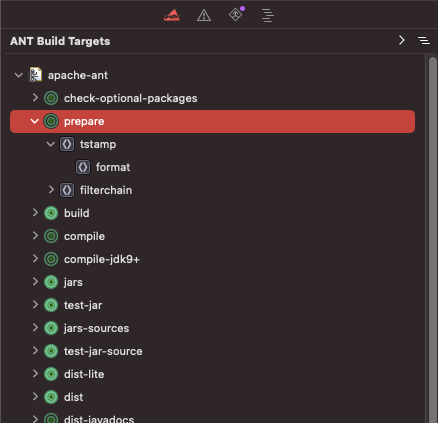 ANT Build Targets
apache-ant
check-optional-packages
prepare
tstamp
format
filterchain
build
compile
compile-jdk9+
jars
test-jar
jars-sources
test-jar-source
dist-lite
dist
dist-javadocs